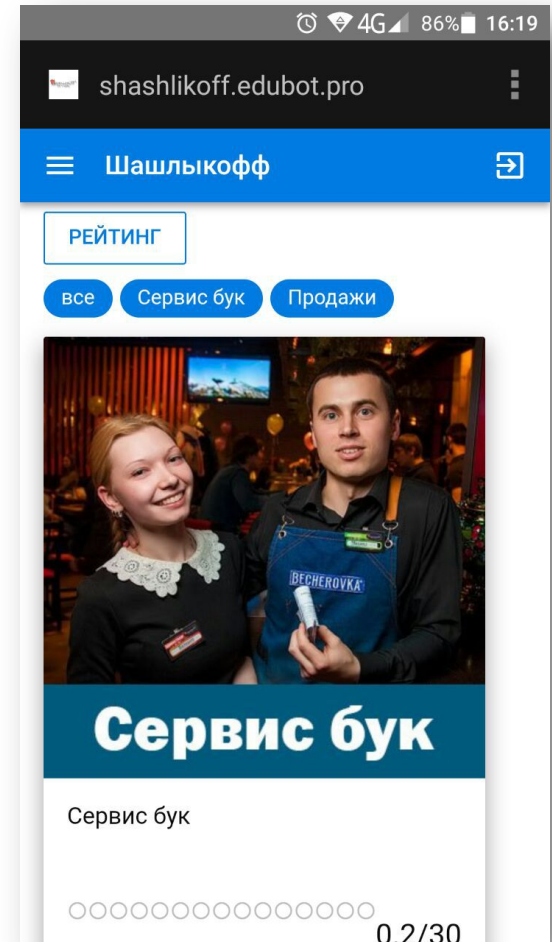 4G 86% 16:19
shashlikoff.edubot.pro
Шашлыкофф
РЕЙТИНГ
все Сервис бук Продажи
BECHEROVKA
Сервис бук
Сервис бук
0.2/30